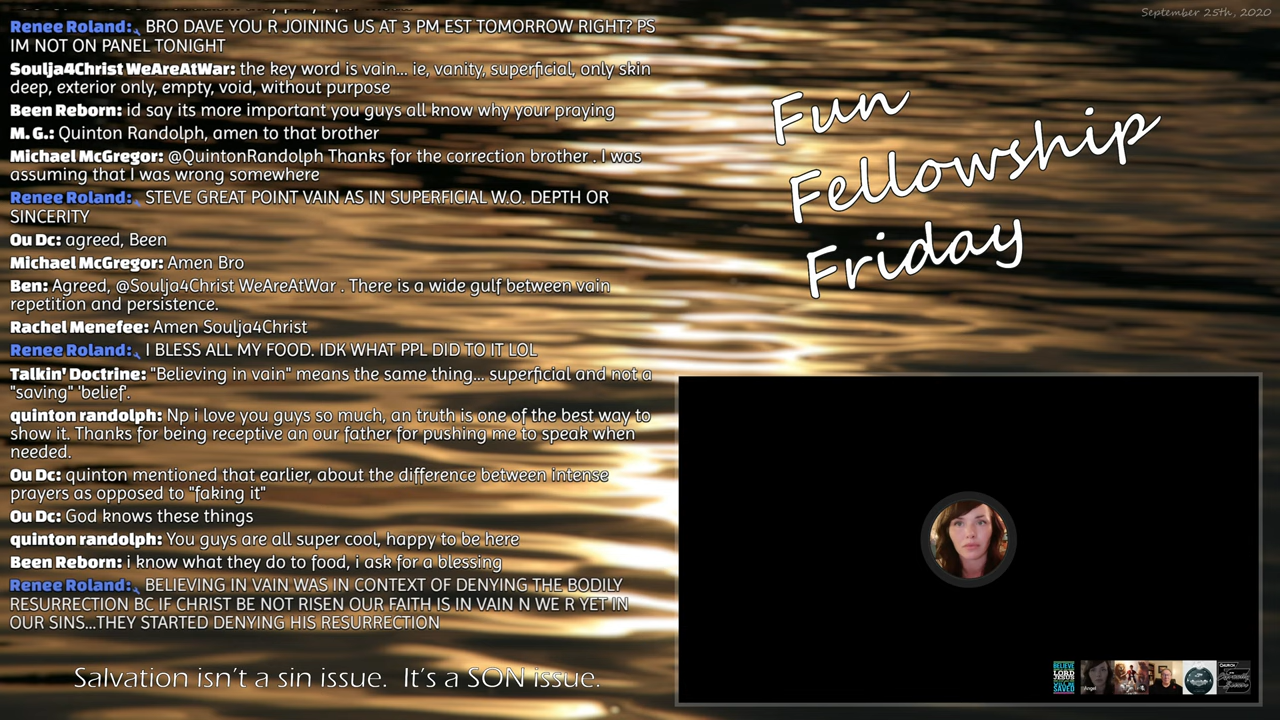 September 25th, 2020
Renee Roland: BRO DAVE YOU R JOINING US AT 3 PM EST TOMORROW RIGHT? PS
IM NOT ON PANEL TONIGHT
Soulja4Christ WeAreAtWar: the key word is vain... ie, vanity, superficial, only skin
deep, exterior only, empty, void, without purpose
Been Reborn: id say its more important you guys all know why your praying
M. G.: Quinton Randolph, amen to that brother
Michael McGregor: @QuintonRandolph Thanks for the correction brother . I was
assuming that I was wrong somewhere
Renee Roland: STEVE GREAT POINT VAIN AS IN SUPERFICIAL W.O. DEPTH OR
SINCERITY
Ou Dc: agreed, Been
Michael McGregor: Amen Bro
Ben: Agreed, @Soulja4Christ WeAreAtWar . There is a wide gulf between vain
repetition and persistence.
Rachel Menefee: Amen Soulja4Christ
Renee Roland: I BLESS ALL MY FOOD. IDK WHAT PPL DID TO IT LOL
Talkin' Doctrine: "Believing in vain" means the same thing... superficial and not a
"saving" 'belief'.
quinton randolph: Np i love you guys so much, an truth is one of the best way to
show it. Thanks for being receptive an our father for pushing me to speak when
needed.
Ou Dc: quinton mentioned that earlier, about the difference between intense
prayers as opposed to "faking it"
Ou Dc: God knows these things
quinton randolph: You guys are all super cool, happy to be here
Been Reborn: i know what they do to food, i ask for a blessing
Renee Roland: BELIEVING IN VAIN WAS IN CONTEXT OF DENYING THE BODILY
RESURRECTION BC IF CHRIST BE NOT RISEN OUR FAITH IS IN VAIN N WE R YET IN
OUR SINS...THEY STARTED DENYING HIS RESURRECTION
Salvation isn't a sin issue. It's a SON issue.
Fun
Fellowship
Friday
BELIEVE
JESUS
SAVED
Angel